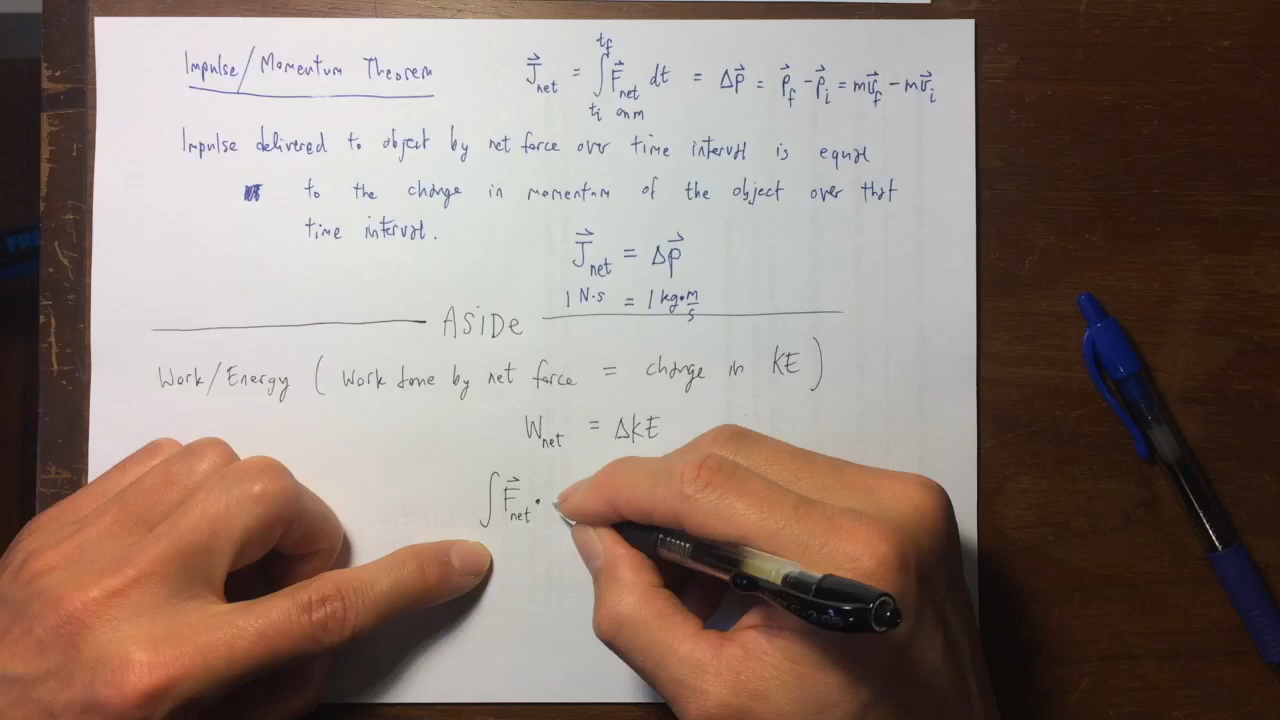 Impulse/Momentum Theorem
J⃗net = ∫ti^tf F⃗net on m dt = Δp⃗ = p⃗f − p⃗i = mv⃗f − mv⃗i
Impulse delivered to object by net force over time interval is equal
to the change in momentum of the object over that
time interval.
J⃗net = Δp⃗
1 N·s = 1 kg·m/s
ASIDE
Work/Energy (Work done by net force = change in KE)
Wnet = ΔKE
∫F⃗net ·